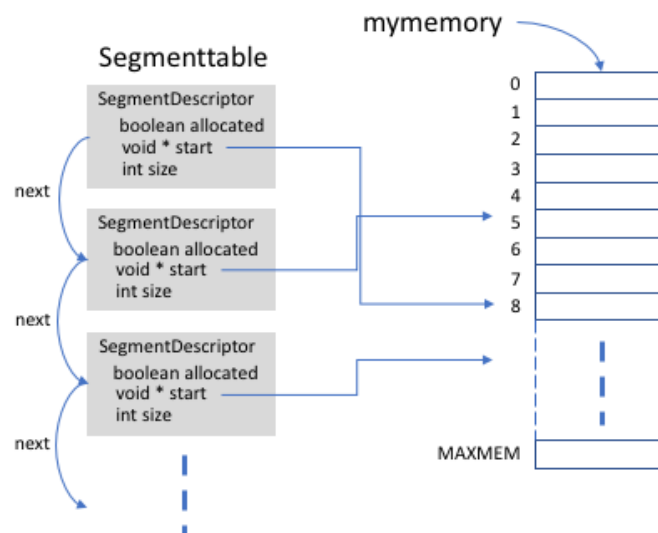 mymemory
Segmenttable
SegmentDescriptor
boolean allocated
void * start
int size
next
SegmentDescriptor
boolean allocated
void * start
int size
next
SegmentDescriptor
boolean allocated
void * start
int size
next
0
1
2
3
4
5
6
7
8
MAXMEM